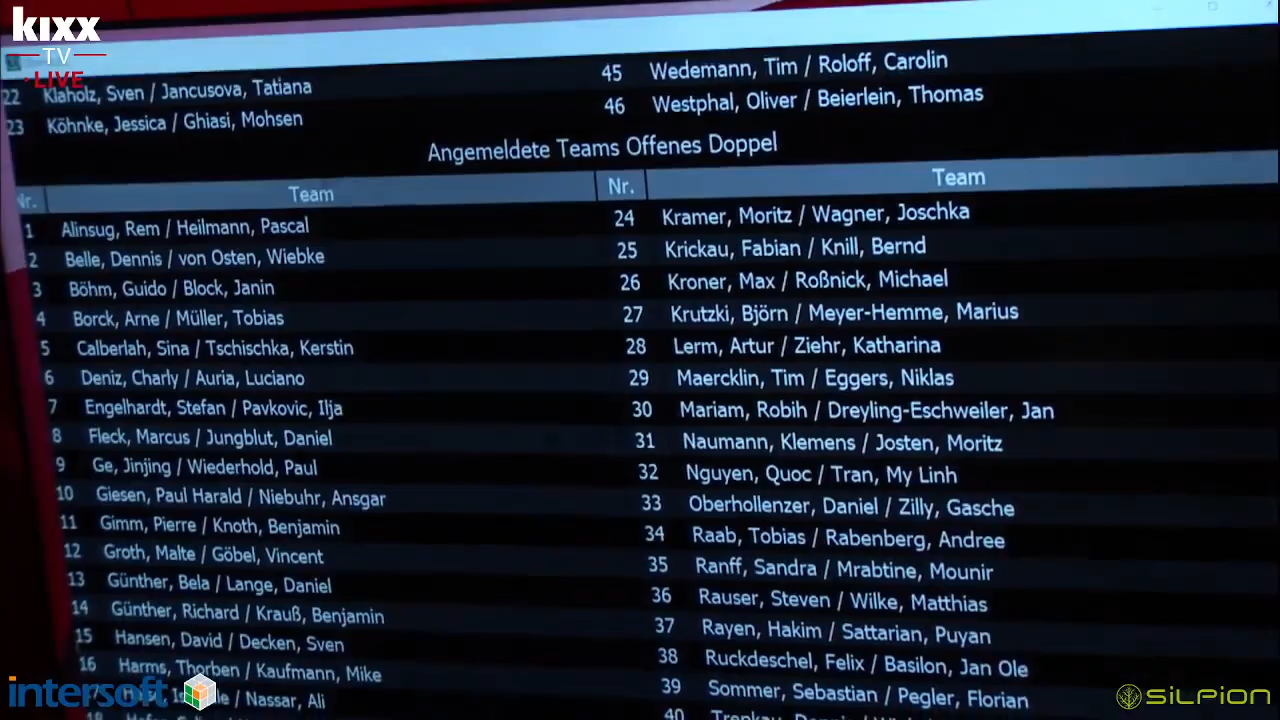 kixx
TV
LIVE
22 Klaholz, Sven / Jancusova, Tatiana
23 Köhnke, Jessica / Ghiasi, Mohsen
45 Wedemann, Tim / Roloff, Carolin
46 Westphal, Oliver / Beierlein, Thomas
Angemeldete Teams Offenes Doppel
Nr. Team
1 Alinsug, Rem / Heilmann, Pascal
2 Belle, Dennis / von Osten, Wiebke
3 Böhm, Guido / Block, Janin
4 Borck, Arne / Müller, Tobias
5 Calberlah, Sina / Tschischka, Kerstin
6 Deniz, Charly / Auria, Luciano
7 Engelhardt, Stefan / Pavkovic, Ilja
8 Fleck, Marcus / Jungblut, Daniel
9 Ge, Jinjing / Wiederhold, Paul
10 Giesen, Paul Harald / Niebuhr, Ansgar
11 Gimm, Pierre / Knoth, Benjamin
12 Groth, Malte / Göbel, Vincent
13 Günther, Bela / Lange, Daniel
14 Günther, Richard / Krauß, Benjamin
15 Hansen, David / Decken, Sven
16 Harms, Thorben / Kaufmann, Mike
/ Nassar, Ali
Nr. Team
24 Kramer, Moritz / Wagner, Joschka
25 Krickau, Fabian / Knill, Bernd
26 Kroner, Max / Roßnick, Michael
27 Krutzki, Björn / Meyer-Hemme, Marius
28 Lerm, Artur / Ziehr, Katharina
29 Maercklin, Tim / Eggers, Niklas
30 Mariam, Robih / Dreyling-Eschweiler, Jan
31 Naumann, Klemens / Josten, Moritz
32 Nguyen, Quoc / Tran, My Linh
33 Oberhollenzer, Daniel / Zilly, Gasche
34 Raab, Tobias / Rabenberg, Andree
35 Ranff, Sandra / Mrabtine, Mounir
36 Rauser, Steven / Wilke, Matthias
37 Rayen, Hakim / Sattarian, Puyan
38 Ruckdeschel, Felix / Basilon, Jan Ole
39 Sommer, Sebastian / Pegler, Florian
40
intersoft
SILPION